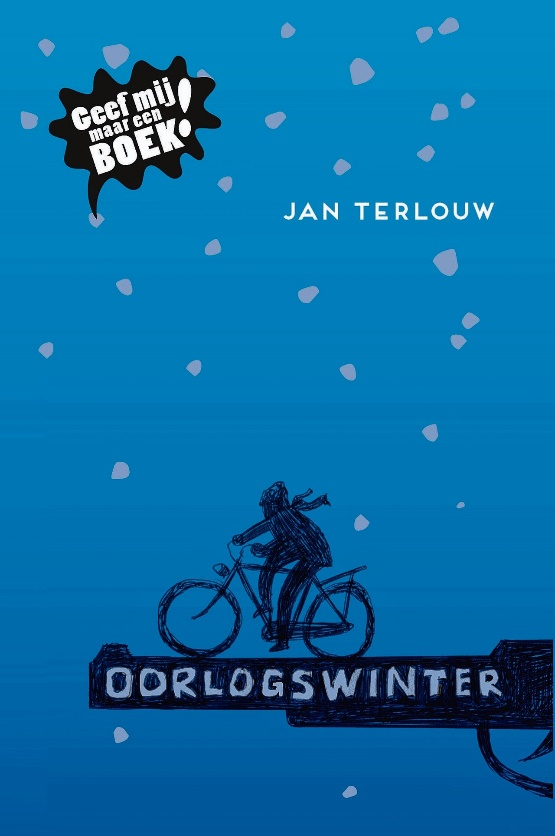 Geef mij
maar een
BOEK!
JAN TERLOUW
OORLOGSWINTER